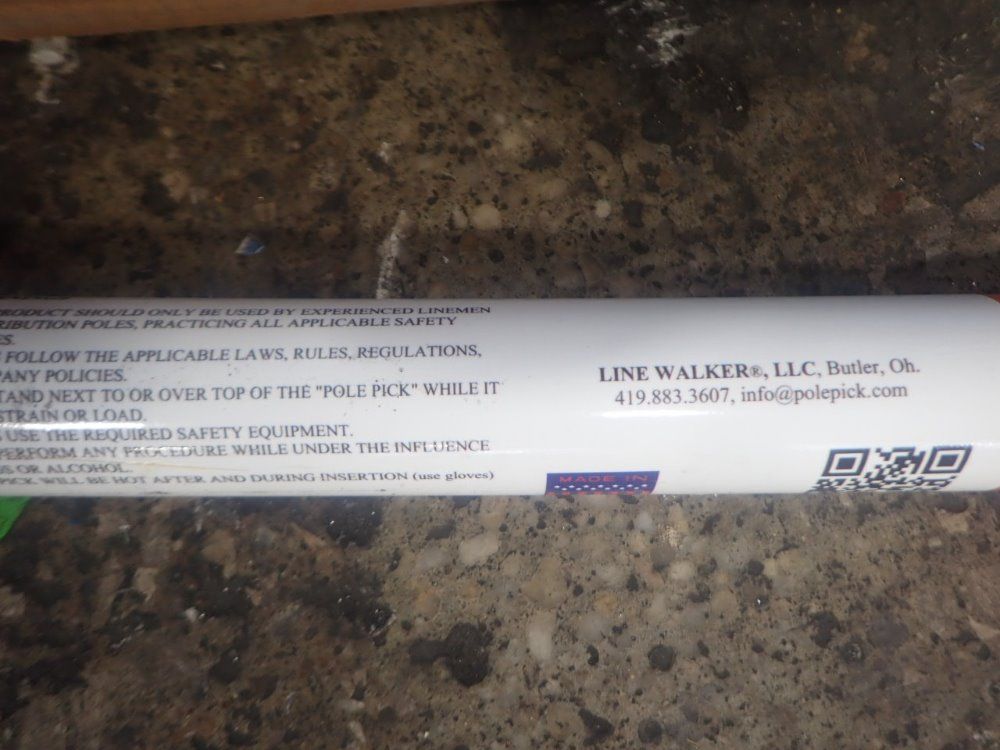 PRODUCT SHOULD ONLY BE USED BY EXPERIENCED LINEMEN
RIBUTION POLES, PRACTICING ALL APPLICABLE SAFETY
ES.
FOLLOW THE APPLICABLE LAWS, RULES, REGULATIONS,
PANY POLICIES.
TAND NEXT TO OR OVER TOP OF THE "POLE PICK" WHILE IT
STRAIN OR LOAD.
USE THE REQUIRED SAFETY EQUIPMENT.
PERFORM ANY PROCEDURE WHILE UNDER THE INFLUENCE
GS OR ALCOHOL.
PICK WILL BE HOT AFTER AND DURING INSERTION (use gloves)
LINE WALKER®, LLC, Butler, Oh.
419.883.3607, info@polepick.com
MADE IN